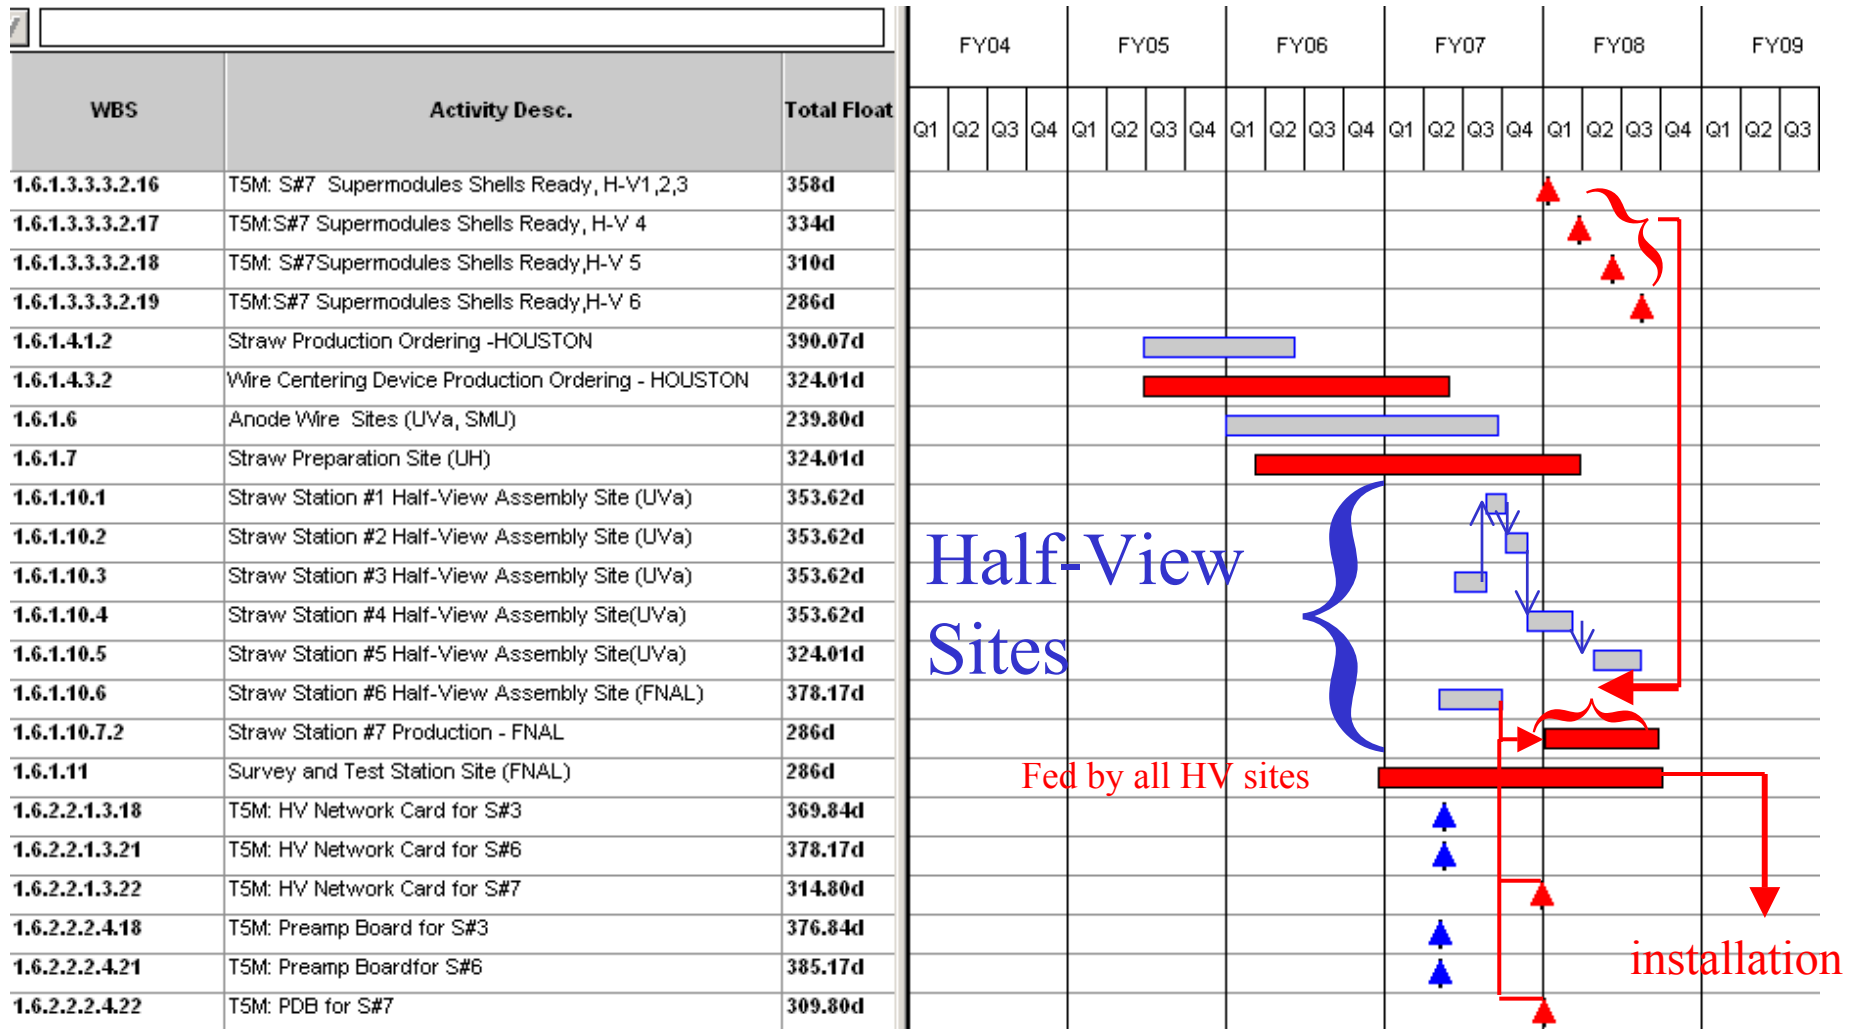 FY04 FY05 FY06 FY07 FY08 FY09
WBS Activity Desc. Total Float
Q1 Q2 Q3 Q4 Q1 Q2 Q3 Q4 Q1 Q2 Q3 Q4 Q1 Q2 Q3 Q4 Q1 Q2 Q3 Q4 Q1 Q2 Q3
1.6.1.3.3.3.2.16 T5M: S#7 Supermodules Shells Ready, H-V1,2,3 358d
1.6.1.3.3.3.2.17 T5M:S#7 Supermodules Shells Ready, H-V 4 334d
1.6.1.3.3.3.2.18 T5M: S#7Supermodules Shells Ready,H-V 5 310d
1.6.1.3.3.3.2.19 T5M:S#7 Supermodules Shells Ready,H-V 6 286d
1.6.1.4.1.2 Straw Production Ordering -HOUSTON 390.07d
1.6.1.4.3.2 Wire Centering Device Production Ordering - HOUSTON 324.01d
1.6.1.6 Anode Wire Sites (UVa, SMU) 239.80d
1.6.1.7 Straw Preparation Site (UH) 324.01d
1.6.1.10.1 Straw Station #1 Half-View Assembly Site (UVa) 353.62d
1.6.1.10.2 Straw Station #2 Half-View Assembly Site (UVa) 353.62d
1.6.1.10.3 Straw Station #3 Half-View Assembly Site (UVa) 353.62d
1.6.1.10.4 Straw Station #4 Half-View Assembly Site(UVa) 353.62d
1.6.1.10.5 Straw Station #5 Half-View Assembly Site(UVa) 324.01d
1.6.1.10.6 Straw Station #6 Half-View Assembly Site (FNAL) 378.17d
1.6.1.10.7.2 Straw Station #7 Production - FNAL 286d
1.6.1.11 Survey and Test Station Site (FNAL) 286d
1.6.2.2.1.3.18 T5M: HV Network Card for S#3 369.84d
1.6.2.2.1.3.21 T5M: HV Network Card for S#6 378.17d
1.6.2.2.1.3.22 T5M: HV Network Card for S#7 314.80d
1.6.2.2.2.4.18 T5M: Preamp Board for S#3 376.84d
1.6.2.2.2.4.21 T5M: Preamp Boardfor S#6 385.17d
1.6.2.2.2.4.22 T5M: PDB for S#7 309.80d
Half-View
Sites
Fed by all HV sites
installation